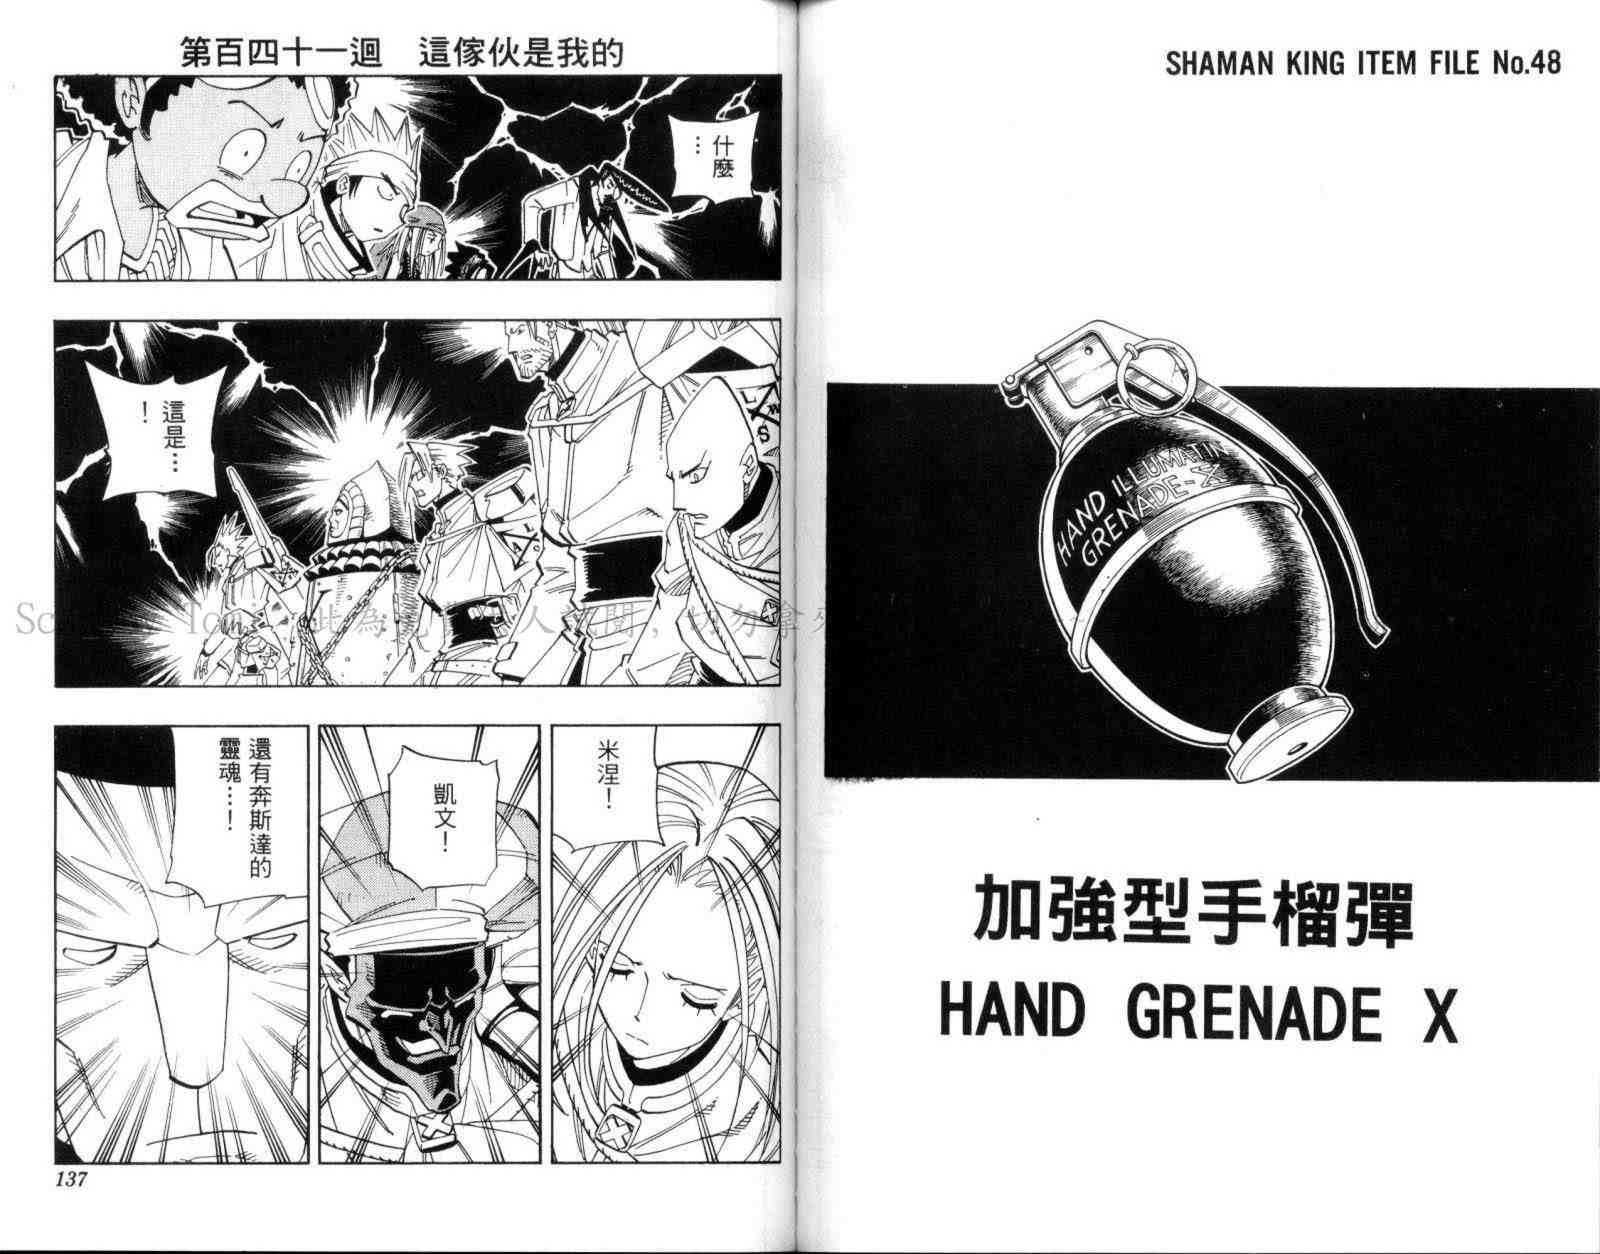 SHAMAN KING ITEM FILE No.48
HAND ILLUMATIN
GRENADE-X
加強型手榴彈
HAND GRENADE X
第百四十一迴　這傢伙是我的
什麼
…
這是…
！
米涅！
凱文！
還有奔斯達的
靈魂…！
137